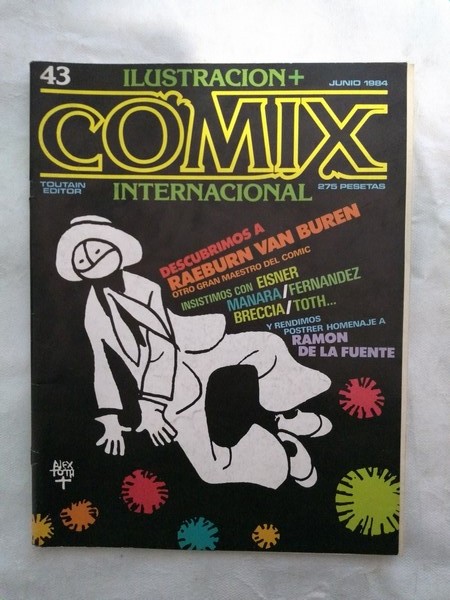 43
ILUSTRACION+
JUNIO 1984
COMIX
TOUTAIN
EDITOR
INTERNACIONAL
275 PESETAS
DESCUBRIMOS A
RAEBURN VAN BUREN
OTRO GRAN MAESTRO DEL COMIC
INSISTIMOS CON EISNER
MANARA/FERNANDEZ
BRECCIA/TOTH...
Y RENDIMOS
POSTRER HOMENAJE A
RAMON
DE LA FUENTE
ALEX
TOTH